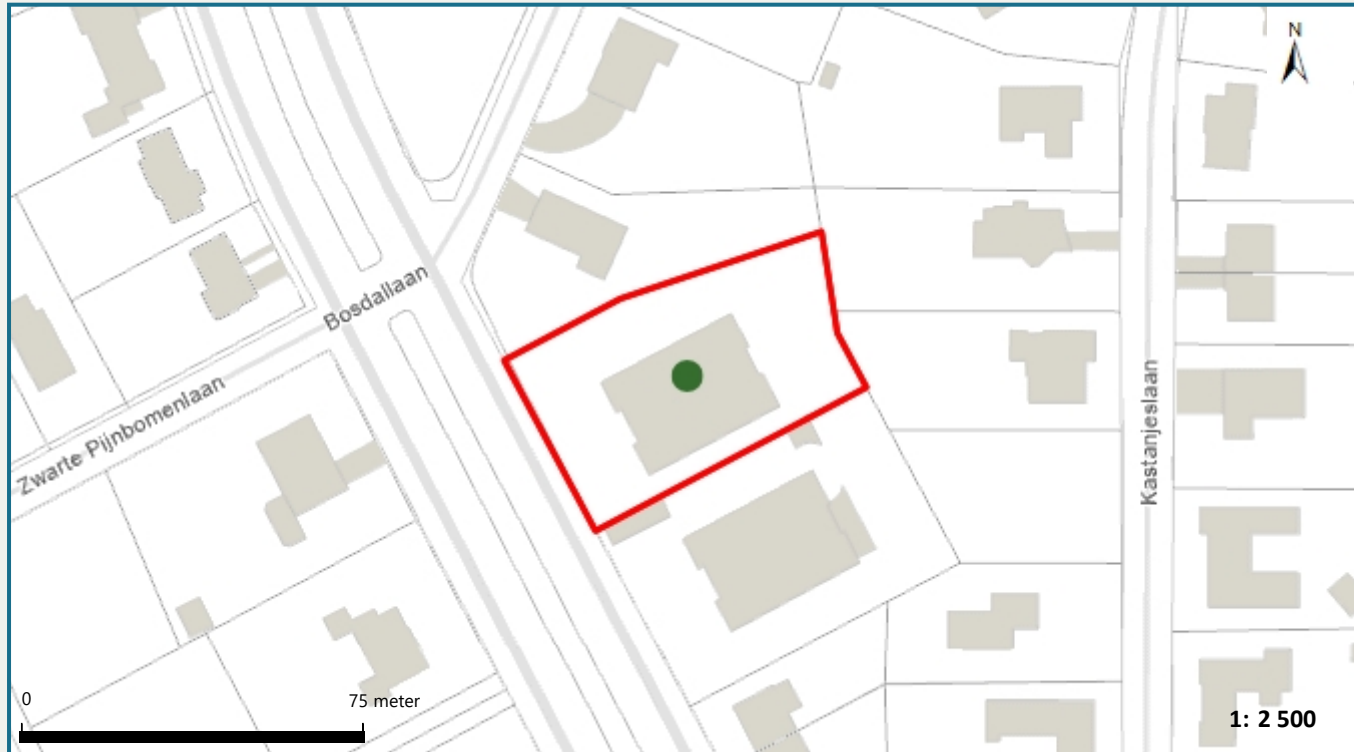 N
Bosdallaan
Zwarte Pijnbomenlaan
Kastanjeslaan
0
75 meter
1: 2 500